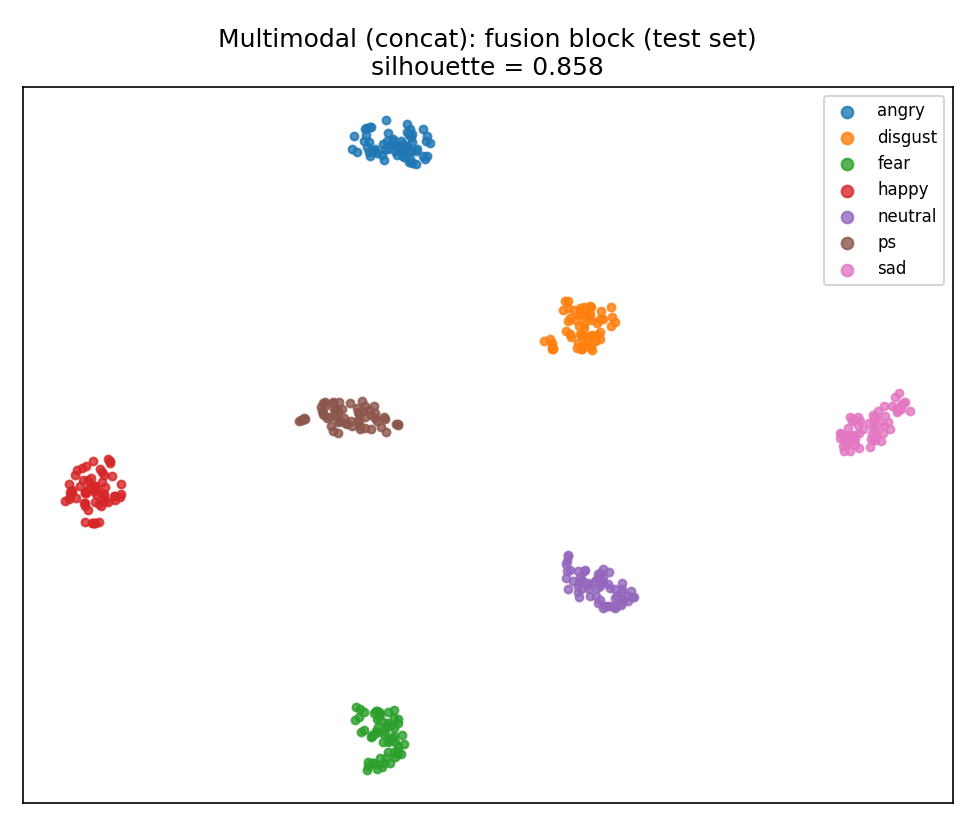 Multimodal (concat): fusion block (test set)
silhouette = 0.858
angry
disgust
fear
happy
neutral
ps
sad